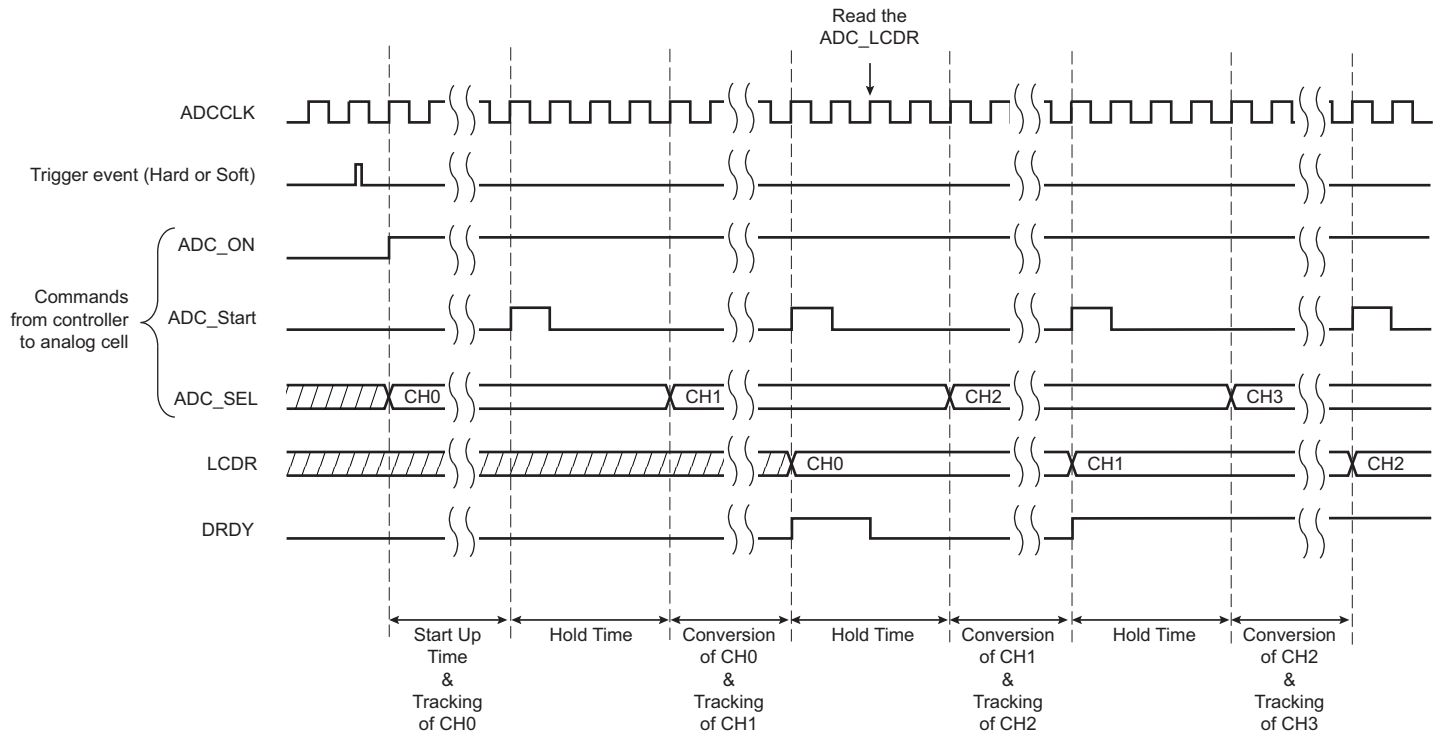 Read the
ADC_LCDR
ADCCLK
Trigger event (Hard or Soft)
ADC_ON
Commands
from controller
to analog cell
ADC_Start
ADC_SEL
CH0
CH1
CH2
CH3
LCDR
CH0
CH1
CH2
DRDY
Start Up
Time
&
Tracking
of CH0
Hold Time
Conversion
of CH0
&
Tracking
of CH1
Hold Time
Conversion
of CH1
&
Tracking
of CH2
Hold Time
Conversion
of CH2
&
Tracking
of CH3